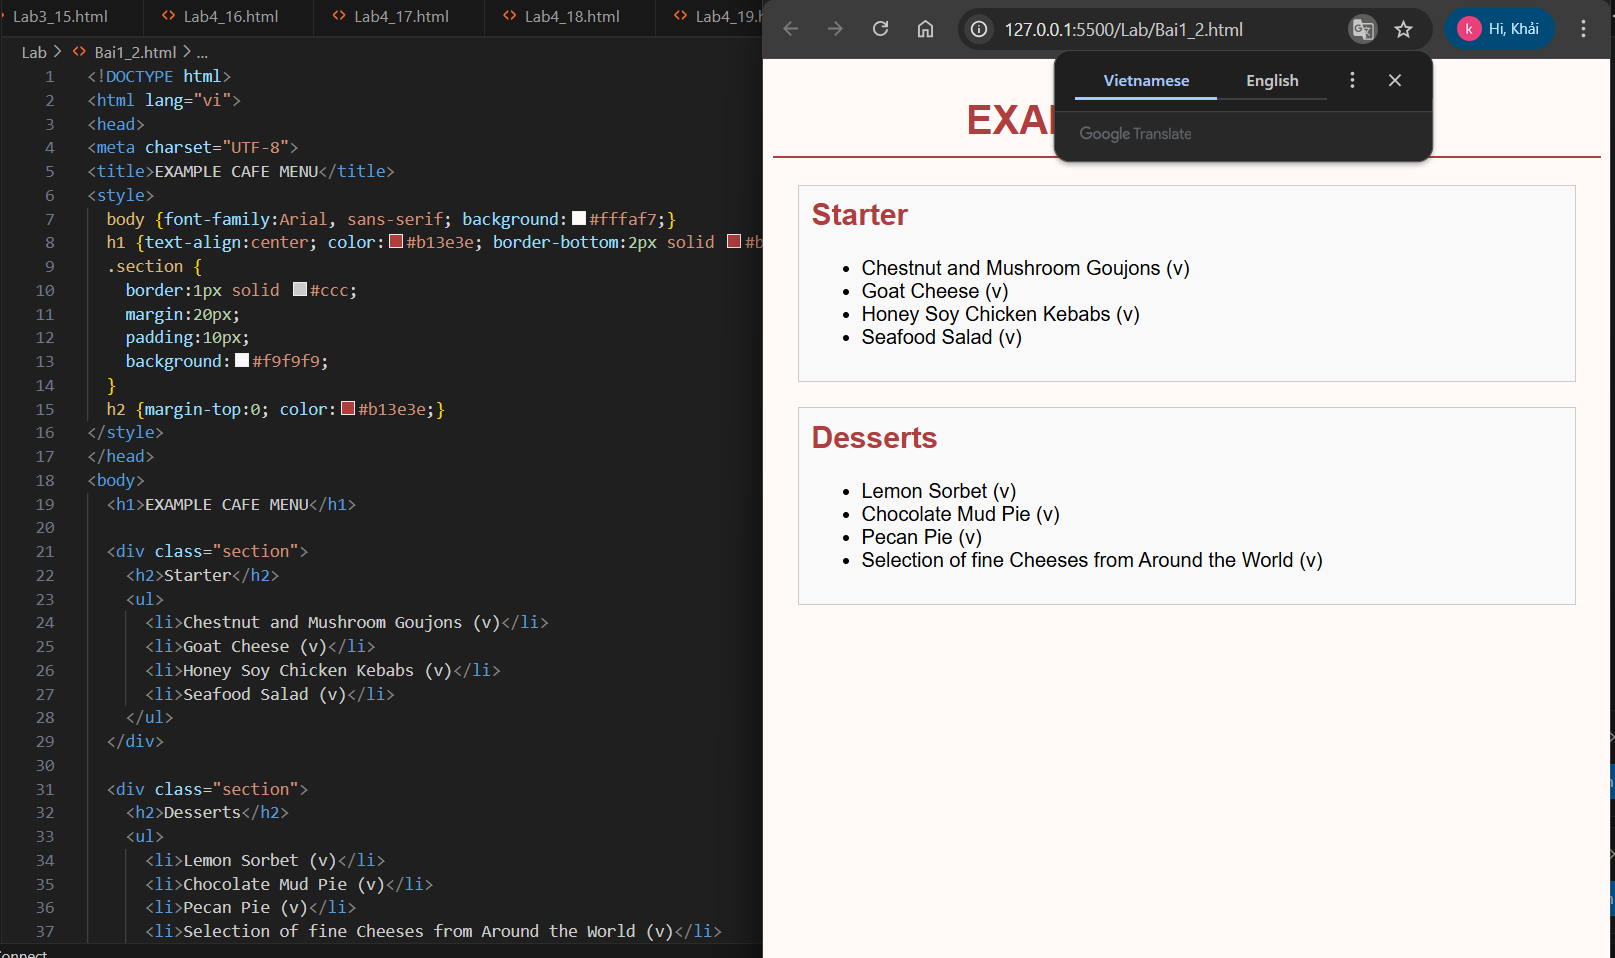 Lab3_15.html
Lab4_16.html
Lab4_17.html
Lab4_18.html
Lab4_19.h
Lab > Bai1_2.html > ...
1 <!DOCTYPE html>
2 <html lang="vi">
3 <head>
4 <meta charset="UTF-8">
5 <title>EXAMPLE CAFE MENU</title>
6 <style>
7 body {font-family:Arial, sans-serif; background:#fffaf7;}
8 h1 {text-align:center; color:#b13e3e; border-bottom:2px solid #b
9 .section {
10 border:1px solid #ccc;
11 margin:20px;
12 padding:10px;
13 background:#f9f9f9;
14 }
15 h2 {margin-top:0; color:#b13e3e;}
16 </style>
17 </head>
18 <body>
19 <h1>EXAMPLE CAFE MENU</h1>
20
21 <div class="section">
22 <h2>Starter</h2>
23 <ul>
24 <li>Chestnut and Mushroom Goujons (v)</li>
25 <li>Goat Cheese (v)</li>
26 <li>Honey Soy Chicken Kebabs (v)</li>
27 <li>Seafood Salad (v)</li>
28 </ul>
29 </div>
30
31 <div class="section">
32 <h2>Desserts</h2>
33 <ul>
34 <li>Lemon Sorbet (v)</li>
35 <li>Chocolate Mud Pie (v)</li>
36 <li>Pecan Pie (v)</li>
37 <li>Selection of fine Cheeses from Around the World (v)</li>
127.0.0.1:5500/Lab/Bai1_2.html
k Hi, Khải
Vietnamese English
Google Translate
EXA
Starter
• Chestnut and Mushroom Goujons (v)
• Goat Cheese (v)
• Honey Soy Chicken Kebabs (v)
• Seafood Salad (v)
Desserts
• Lemon Sorbet (v)
• Chocolate Mud Pie (v)
• Pecan Pie (v)
• Selection of fine Cheeses from Around the World (v)